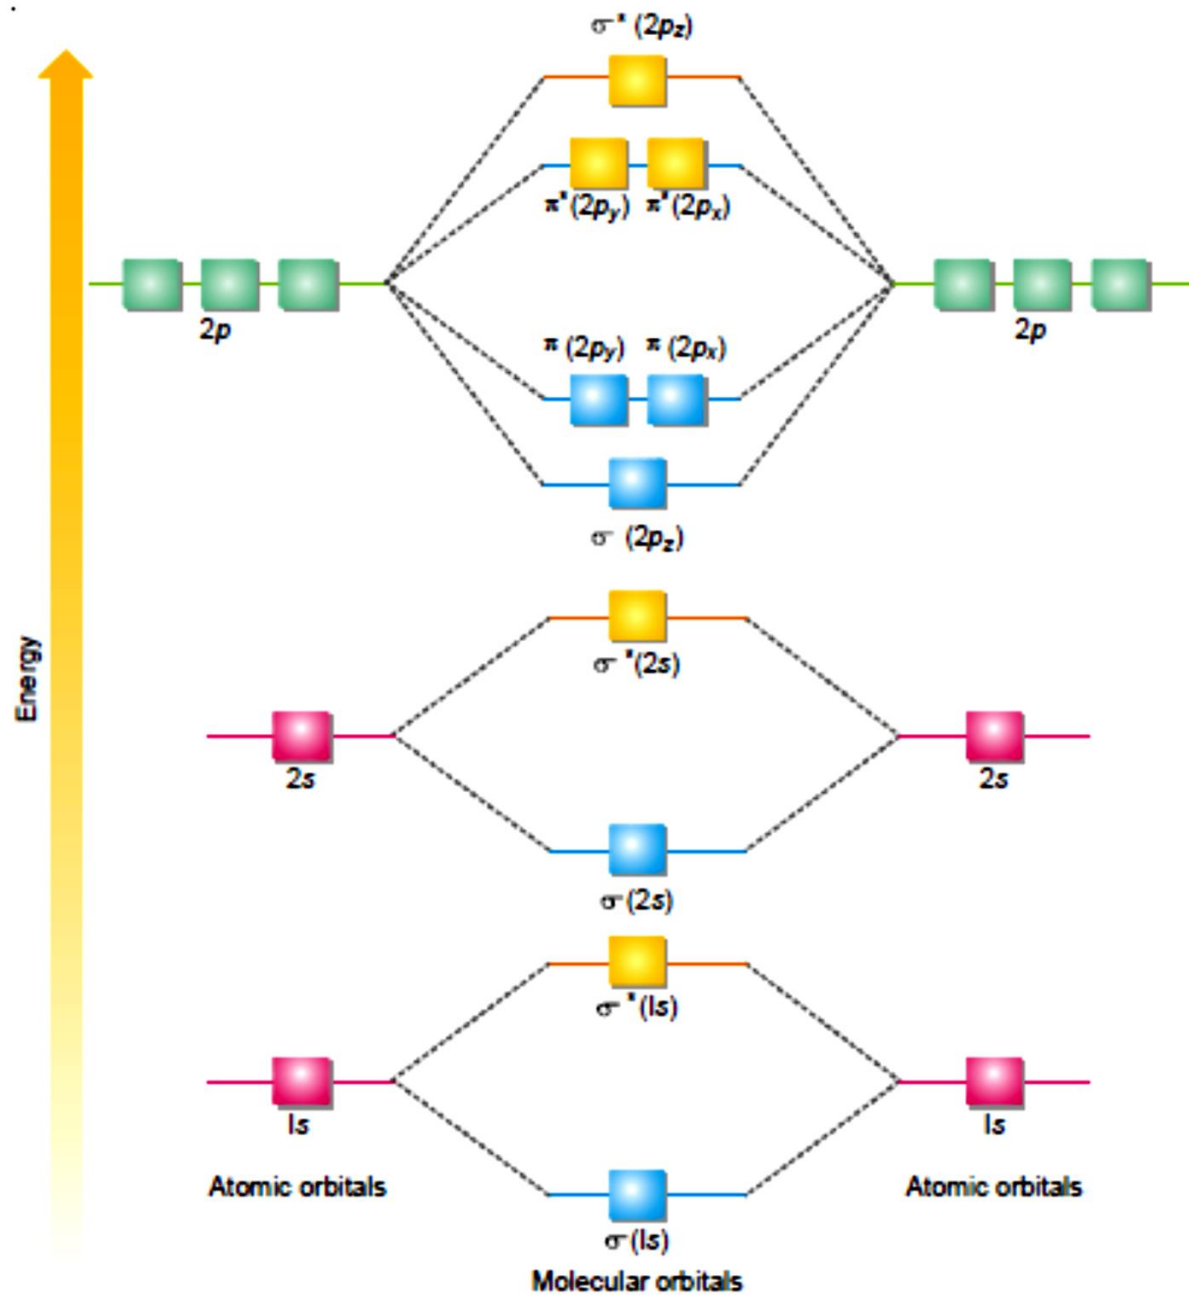 σ* (2pz)
π*(2py) π*(2px)
2p 2p
π (2py) π (2px)
σ (2pz)
Energy
σ*(2s)
2s 2s
σ(2s)
σ*(1s)
1s 1s
Atomic orbitals Atomic orbitals
σ(1s)
Molecular orbitals